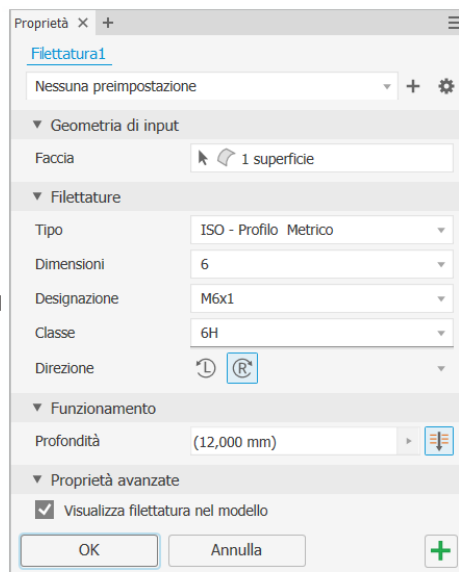 Proprietà × +
Filettatura1
Nessuna preimpostazione
Geometria di input
Faccia 1 superficie
Filettature
Tipo ISO - Profilo Metrico
Dimensioni 6
Designazione M6x1
Classe 6H
Direzione L R
Funzionamento
Profondità (12,000 mm)
Proprietà avanzate
Visualizza filettatura nel modello
OK Annulla